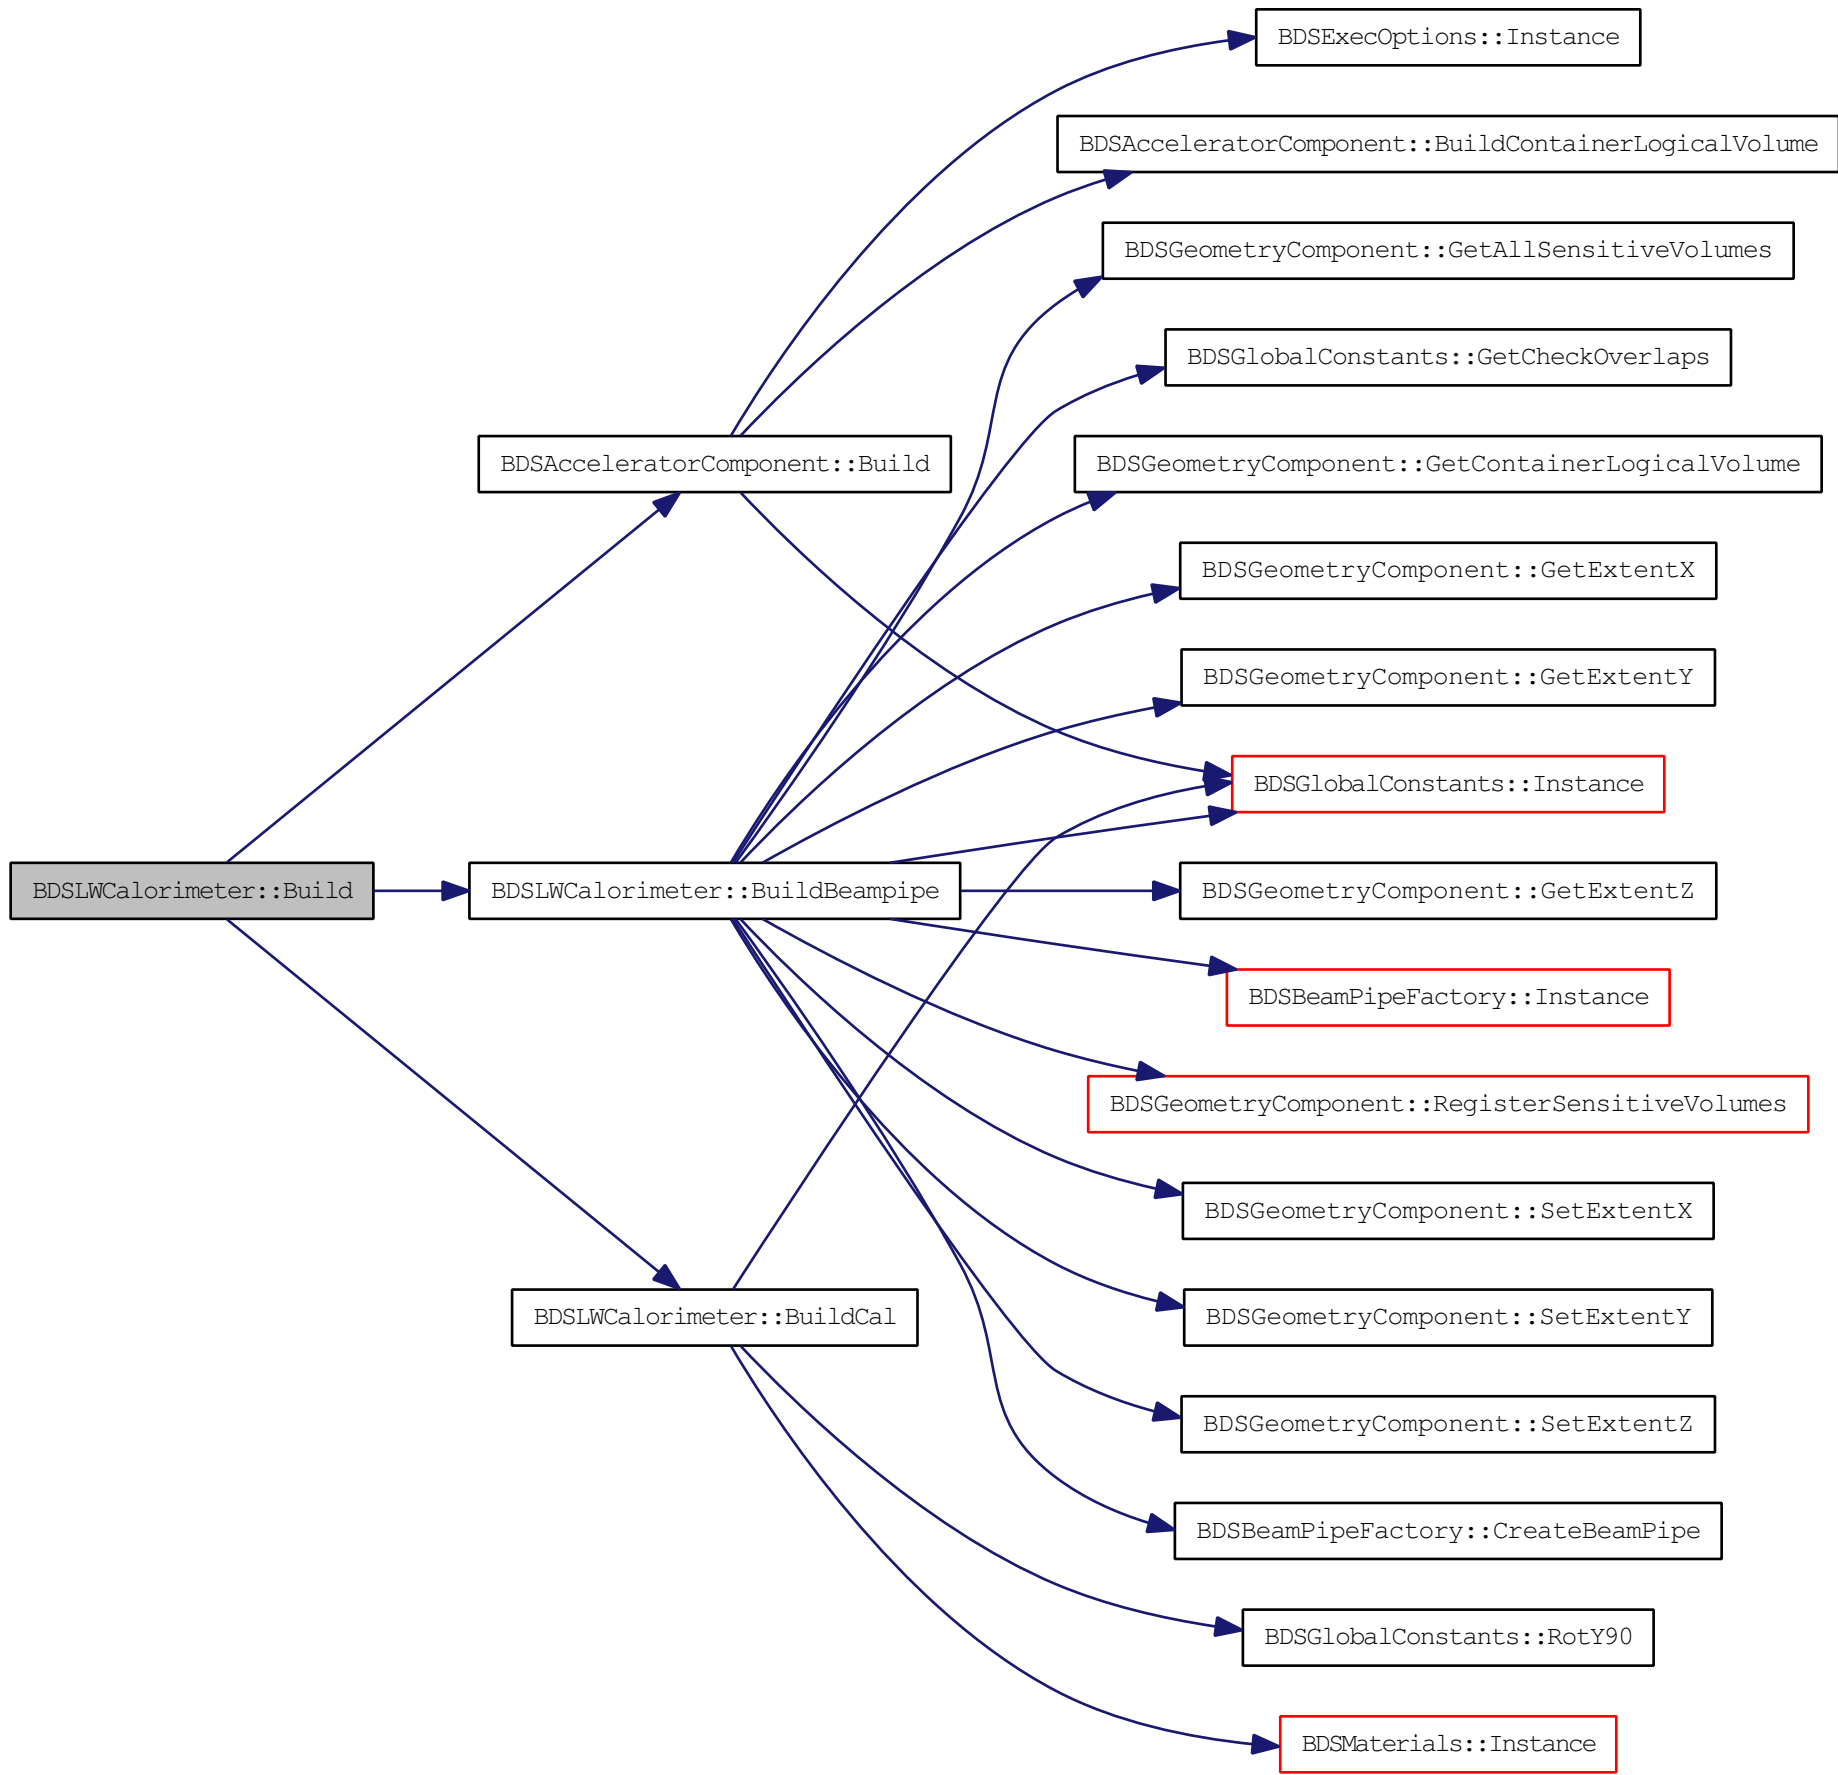 BDSExecOptions::Instance
BDSAcceleratorComponent::BuildContainerLogicalVolume
BDSGeometryComponent::GetAllSensitiveVolumes
BDSGlobalConstants::GetCheckOverlaps
BDSAcceleratorComponent::Build
BDSGeometryComponent::GetContainerLogicalVolume
BDSGeometryComponent::GetExtentX
BDSGeometryComponent::GetExtentY
BDSGlobalConstants::Instance
BDSLWCalorimeter::Build
BDSLWCalorimeter::BuildBeampipe
BDSGeometryComponent::GetExtentZ
BDSBeamPipeFactory::Instance
BDSGeometryComponent::RegisterSensitiveVolumes
BDSGeometryComponent::SetExtentX
BDSLWCalorimeter::BuildCal
BDSGeometryComponent::SetExtentY
BDSGeometryComponent::SetExtentZ
BDSBeamPipeFactory::CreateBeamPipe
BDSGlobalConstants::RotY90
BDSMaterials::Instance